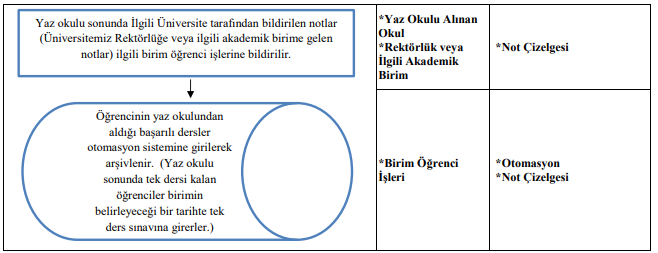 Yaz okulu sonunda İlgili Üniversite tarafından bildirilen notlar
(Üniversitemiz Rektörlüğe veya ilgili akademik birime gelen
notlar) ilgili birim öğrenci işlerine bildirilir.
*Yaz Okulu Alınan
Okul
*Rektörlük veya
İlgili Akademik
Birim
*Not Çizelgesi
Öğrencinin yaz okulundan
aldığı başarılı dersler
otomasyon sistemine girilerek
arşivlenir. (Yaz okulu
sonunda tek dersi kalan
öğrenciler birimin
belirleyeceği bir tarihte tek
ders sınavına girerler.)
*Birim Öğrenci
İşleri
*Otomasyon
*Not Çizelgesi